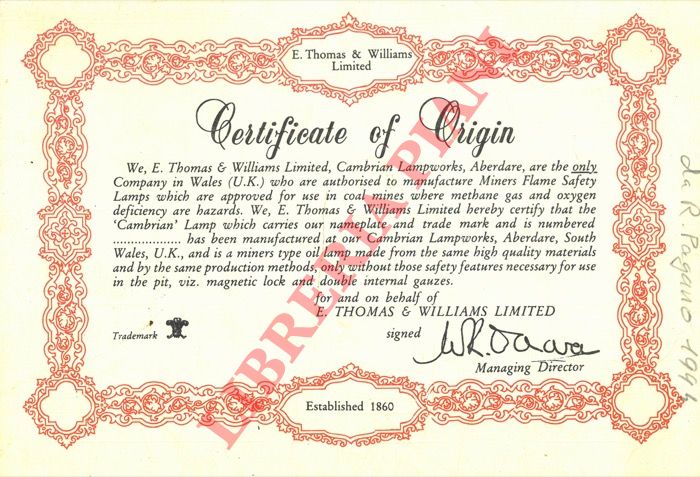 E. Thomas & Williams
Limited
Certificate of Origin
We, E. Thomas & Williams Limited, Cambrian Lampworks, Aberdare, are the only
Company in Wales (U.K.) who are authorised to manufacture Miners Flame Safety
Lamps which are approved for use in coal mines where methane gas and oxygen
deficiency are hazards. We, E. Thomas & Williams Limited hereby certify that the
‘Cambrian’ Lamp which carries our nameplate and trade mark and is numbered
..................... has been manufactured at our Cambrian Lampworks, Aberdare, South
Wales, U.K., and is a miners type oil lamp made from the same high quality materials
and by the same production methods, only without those safety features necessary for use
in the pit, viz. magnetic lock and double internal gauzes.
for and on behalf of
E. THOMAS & WILLIAMS LIMITED
Trademark
signed
Managing Director
Established 1860
LIBRERIA PIANI